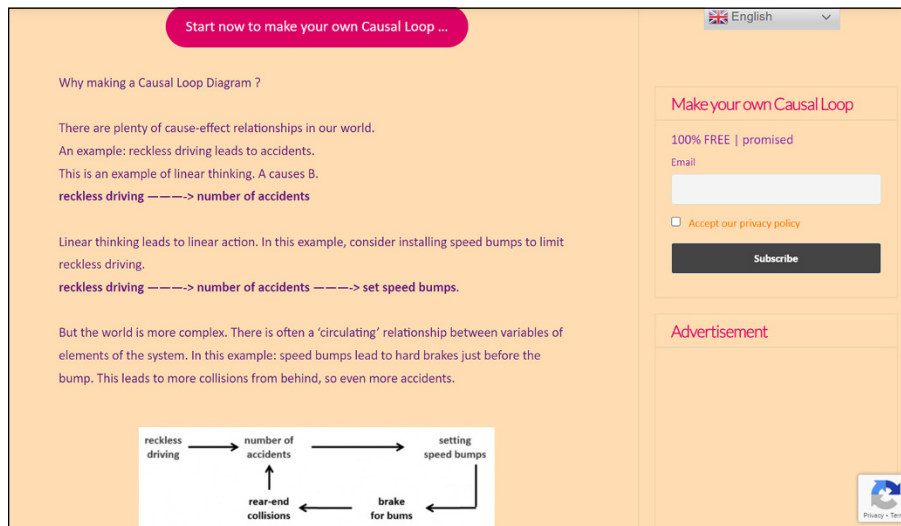 Start now to make your own Causal Loop ...
English
Why making a Causal Loop Diagram ?
There are plenty of cause-effect relationships in our world.
An example: reckless driving leads to accidents.
This is an example of linear thinking. A causes B.
reckless driving ———-> number of accidents
Linear thinking leads to linear action. In this example, consider installing speed bumps to limit
reckless driving.
reckless driving ———-> number of accidents ———-> set speed bumps.
But the world is more complex. There is often a ‘circulating’ relationship between variables of
elements of the system. In this example: speed bumps lead to hard brakes just before the
bump. This leads to more collisions from behind, so even more accidents.
reckless
driving
number of
accidents
setting
speed bumps
rear-end
collisions
brake
for bums
Make your own Causal Loop
100% FREE | promised
Email
Accept our privacy policy
Subscribe
Advertisement
Privacy